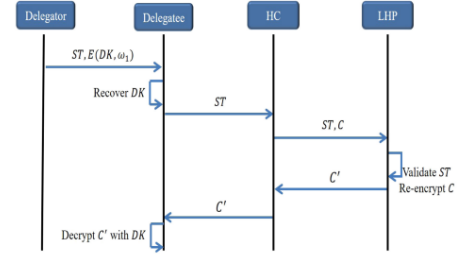 Delegator
Delegatee
HC
LHP
ST, E(DK, ω₁)
Recover DK
ST
ST, C
Validate ST
Re-encrypt C
C′
C′
Decrypt C′ with DK